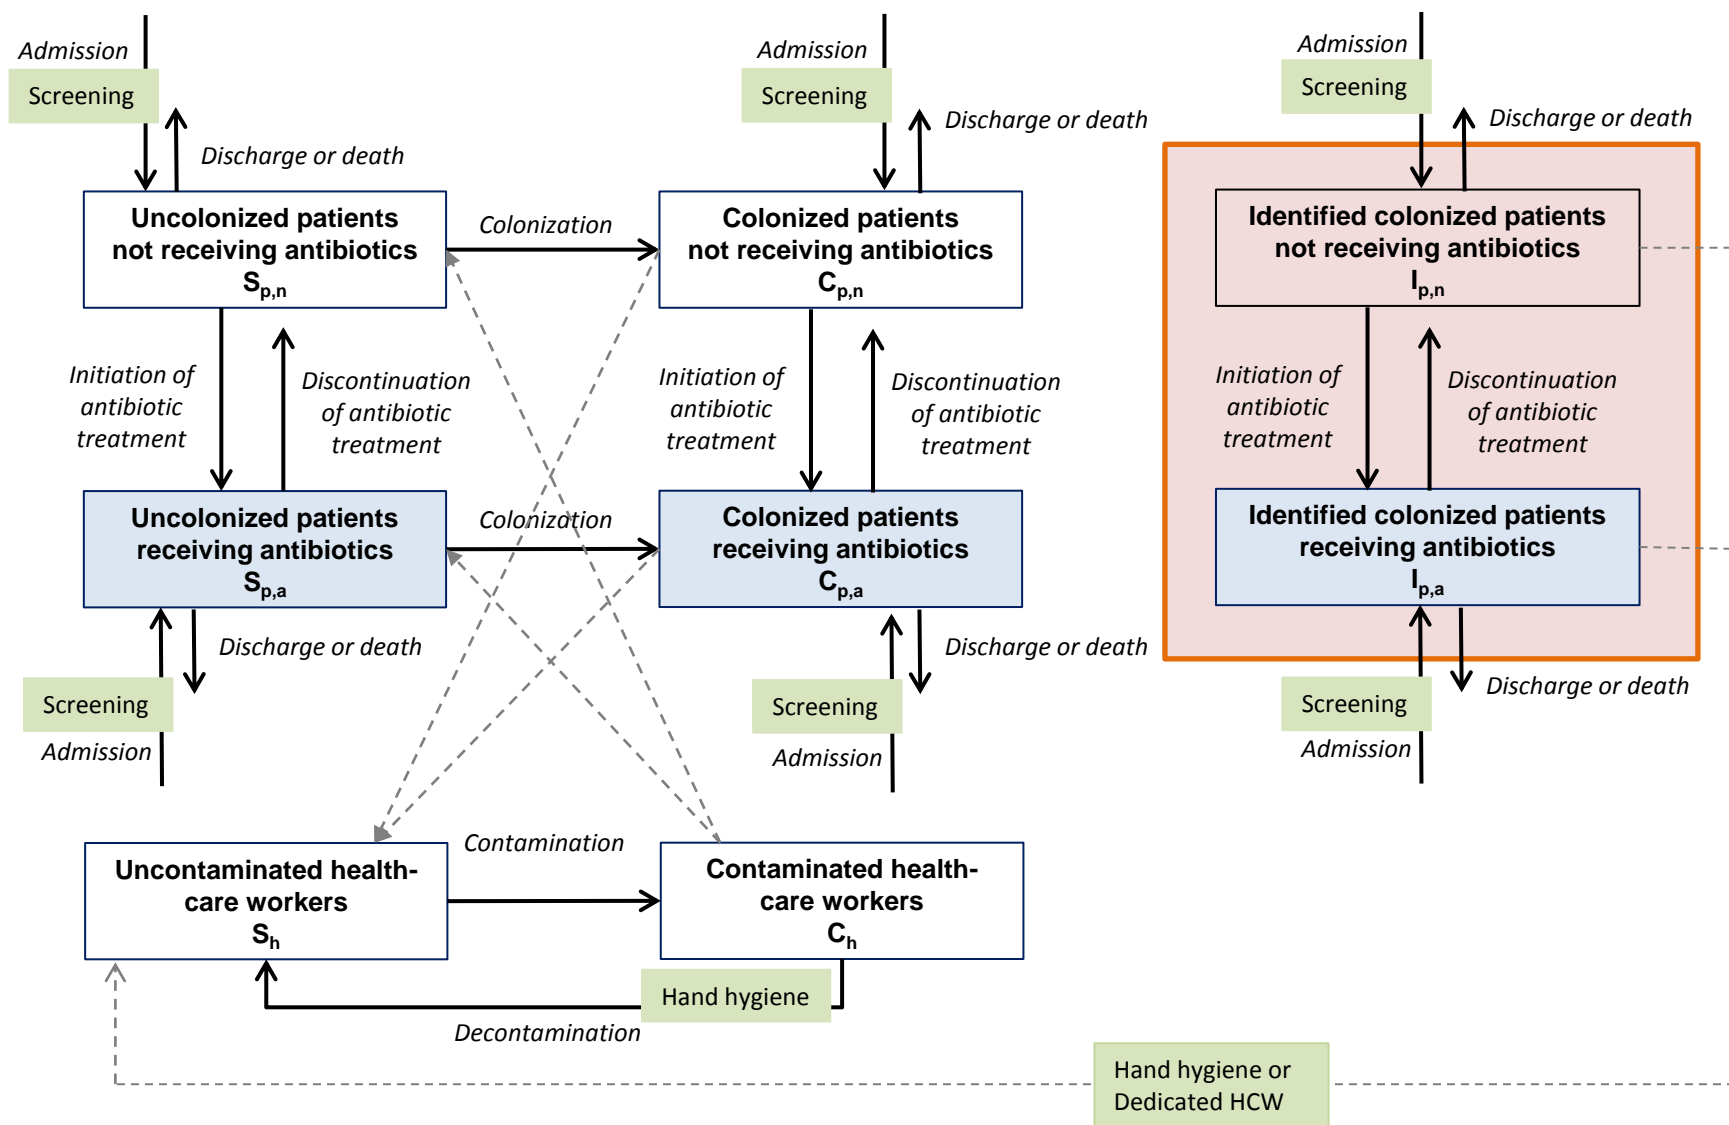 Admission
Screening
Discharge or death
Admission
Screening
Discharge or death
Admission
Screening
Discharge or death
Uncolonized patients
not receiving antibiotics
Sp,n
Colonization
Colonized patients
not receiving antibiotics
Cp,n
Identified colonized patients
not receiving antibiotics
Ip,n
Initiation of
antibiotic
treatment
Discontinuation
of antibiotic
treatment
Initiation of
antibiotic
treatment
Discontinuation
of antibiotic
treatment
Initiation of
antibiotic
treatment
Discontinuation
of antibiotic
treatment
Uncolonized patients
receiving antibiotics
Sp,a
Colonization
Colonized patients
receiving antibiotics
Cp,a
Identified colonized patients
receiving antibiotics
Ip,a
Discharge or death
Screening
Admission
Discharge or death
Screening
Admission
Discharge or death
Screening
Admission
Uncontaminated health-
care workers
Sh
Contamination
Contaminated health-
care workers
Ch
Hand hygiene
Decontamination
Hand hygiene or
Dedicated HCW